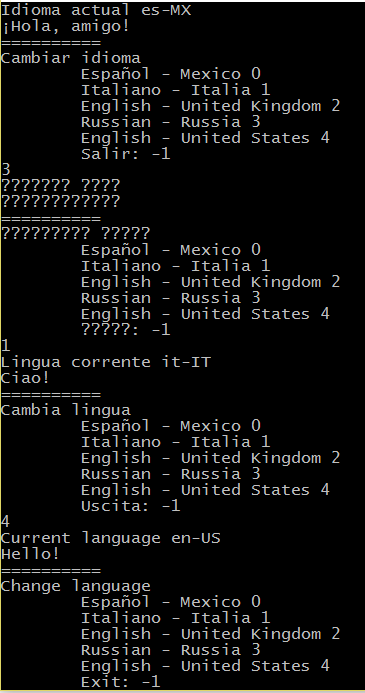 Idioma actual es-MX
¡Hola, amigo!
==========
Cambiar idioma
        Español - Mexico 0
        Italiano - Italia 1
        English - United Kingdom 2
        Russian - Russia 3
        English - United States 4
        Salir: -1
3
??????? ????
????????????
==========
????????? ?????
        Español - Mexico 0
        Italiano - Italia 1
        English - United Kingdom 2
        Russian - Russia 3
        English - United States 4
        ?????: -1
1
Lingua corrente it-IT
Ciao!
==========
Cambia lingua
        Español - Mexico 0
        Italiano - Italia 1
        English - United Kingdom 2
        Russian - Russia 3
        English - United States 4
        Uscita: -1
4
Current language en-US
Hello!
==========
Change language
        Español - Mexico 0
        Italiano - Italia 1
        English - United Kingdom 2
        Russian - Russia 3
        English - United States 4
        Exit: -1